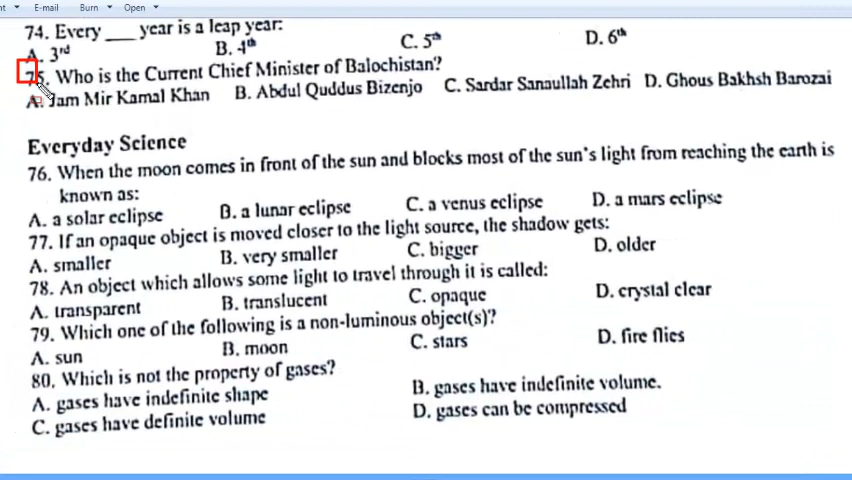 nt E-mail Burn Open
74. Every ___ year is a leap year:
A. 3rd B. 4th C. 5th D. 6th
75. Who is the Current Chief Minister of Balochistan?
A. Jam Mir Kamal Khan B. Abdul Quddus Bizenjo C. Sardar Sanaullah Zehri D. Ghous Bakhsh Barozai
Everyday Science
76. When the moon comes in front of the sun and blocks most of the sun's light from reaching the earth is
known as:
A. a solar eclipse B. a lunar eclipse C. a venus eclipse D. a mars eclipse
77. If an opaque object is moved closer to the light source, the shadow gets:
A. smaller B. very smaller C. bigger D. older
78. An object which allows some light to travel through it is called:
A. transparent B. translucent C. opaque D. crystal clear
79. Which one of the following is a non-luminous object(s)?
A. sun B. moon C. stars D. fire flies
80. Which is not the property of gases?
A. gases have indefinite shape B. gases have indefinite volume.
C. gases have definite volume D. gases can be compressed